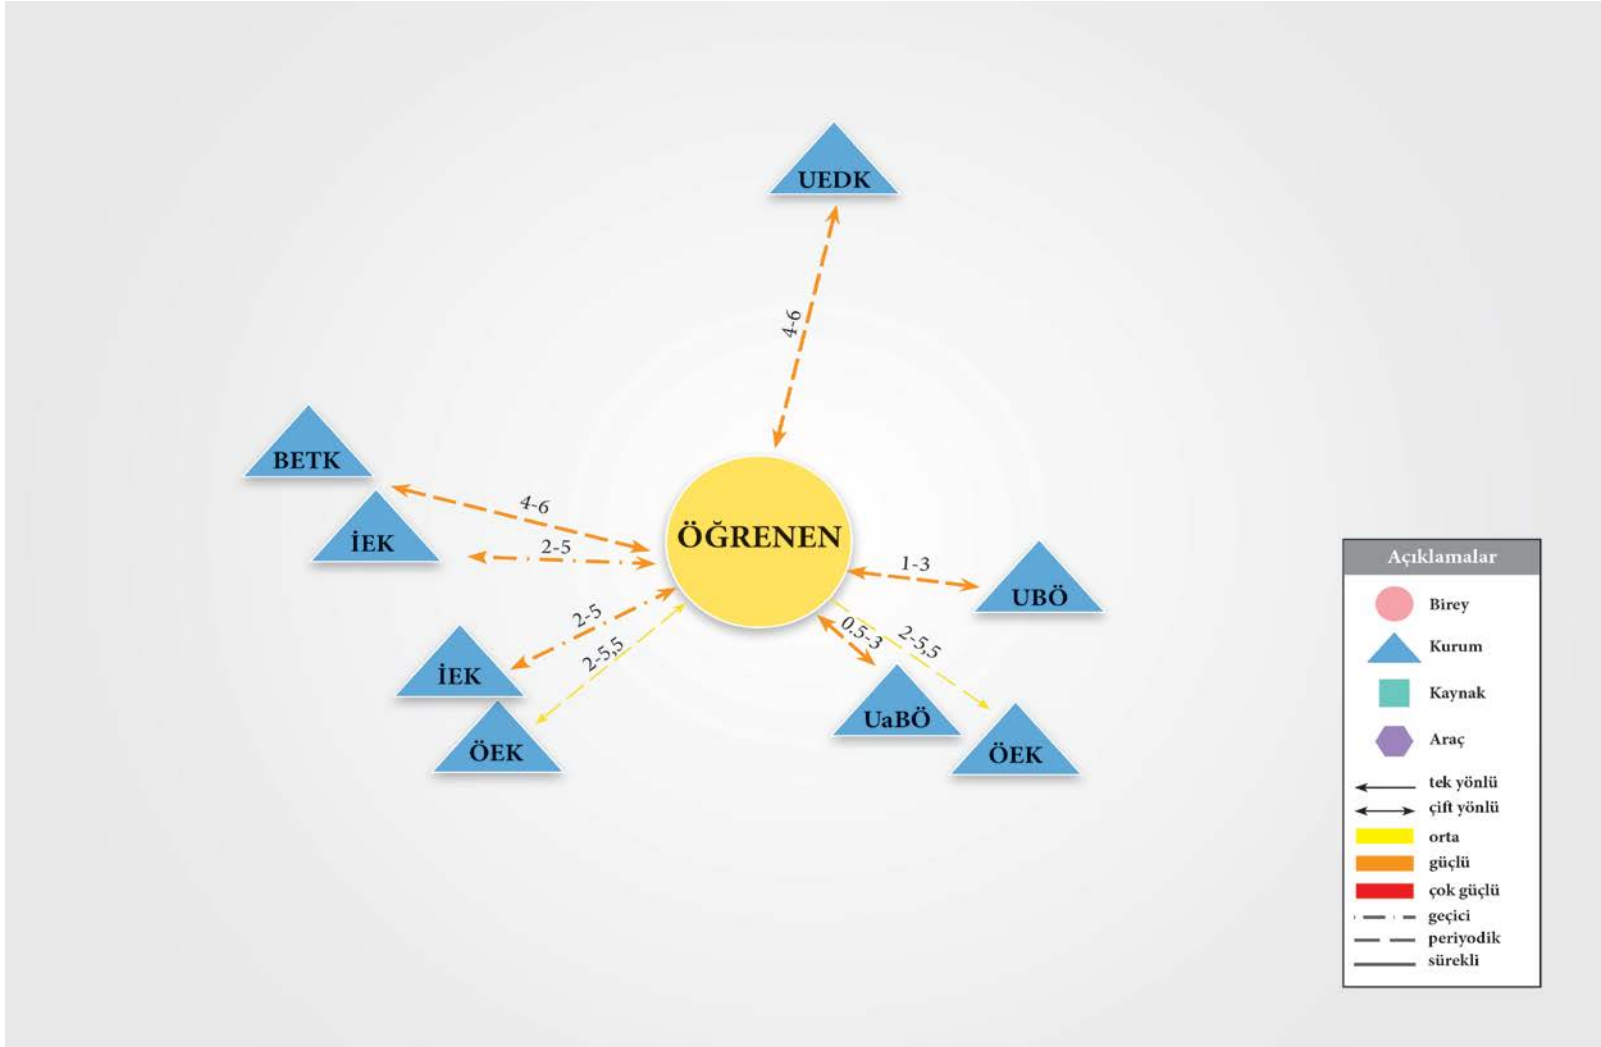 UEDK
4-6
BETK
4-6
İEK
2-5
ÖĞRENEN
1-3
UBÖ
2-5
2-5,5
0.5-3
2-5,5
İEK
UaBÖ
ÖEK
ÖEK
Açıklamalar
Birey
Kurum
Kaynak
Araç
tek yönlü
çift yönlü
orta
güçlü
çok güçlü
geçici
periyodik
sürekli